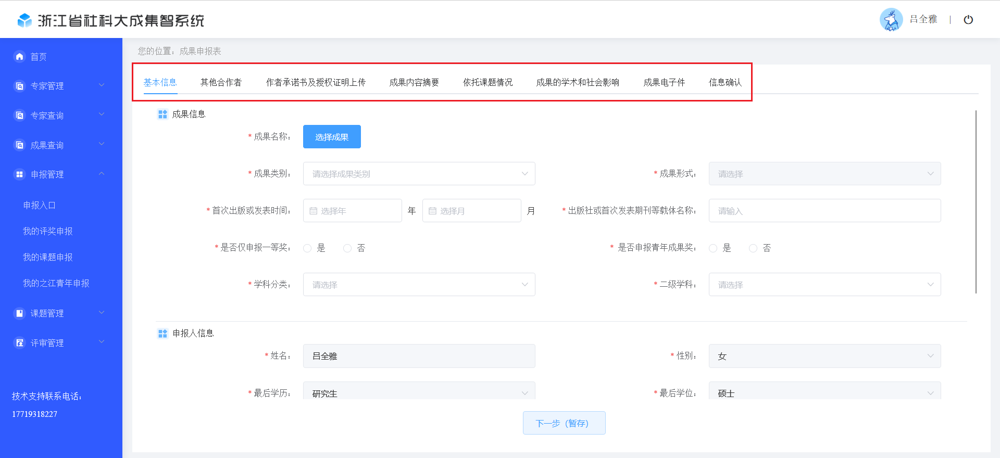 浙江省社科大成集智系统
吕全雅
首页
专家管理
专家查询
成果查询
申报管理
申报入口
我的评奖申报
我的课题申报
我的之江青年申报
课题管理
评审管理
技术支持联系电话：
17719318227
您的位置：成果申报表
基本信息 其他合作者 作者承诺书及授权证明上传 成果内容摘要 依托课题情况 成果的学术和社会影响 成果电子件 信息确认
成果信息
*成果名称： 选择成果
*成果类别： 请选择成果类别 *成果形式： 请选择
*首次出版或发表时间： 选择年 年 选择月 月 *出版社或首次发表期刊等载体名称： 请输入
*是否仅申报一等奖： 是 否 *是否申报青年成果奖： 是 否
*学科分类： 请选择 *二级学科： 请选择
申报人信息
*姓名： 吕全雅 *性别： 女
*最后学历： 研究生 *最后学位： 硕士
下一步（暂存）